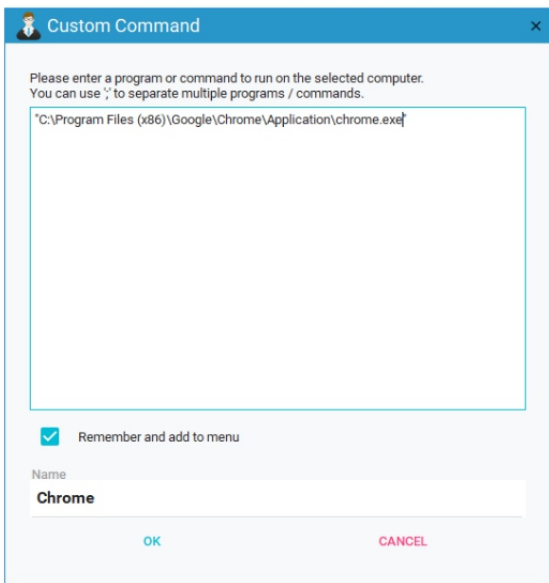 Custom Command
Please enter a program or command to run on the selected computer.
You can use ';' to separate multiple programs / commands.
"C:\Program Files (x86)\Google\Chrome\Application\chrome.exe"
Remember and add to menu
Name
Chrome
OK CANCEL